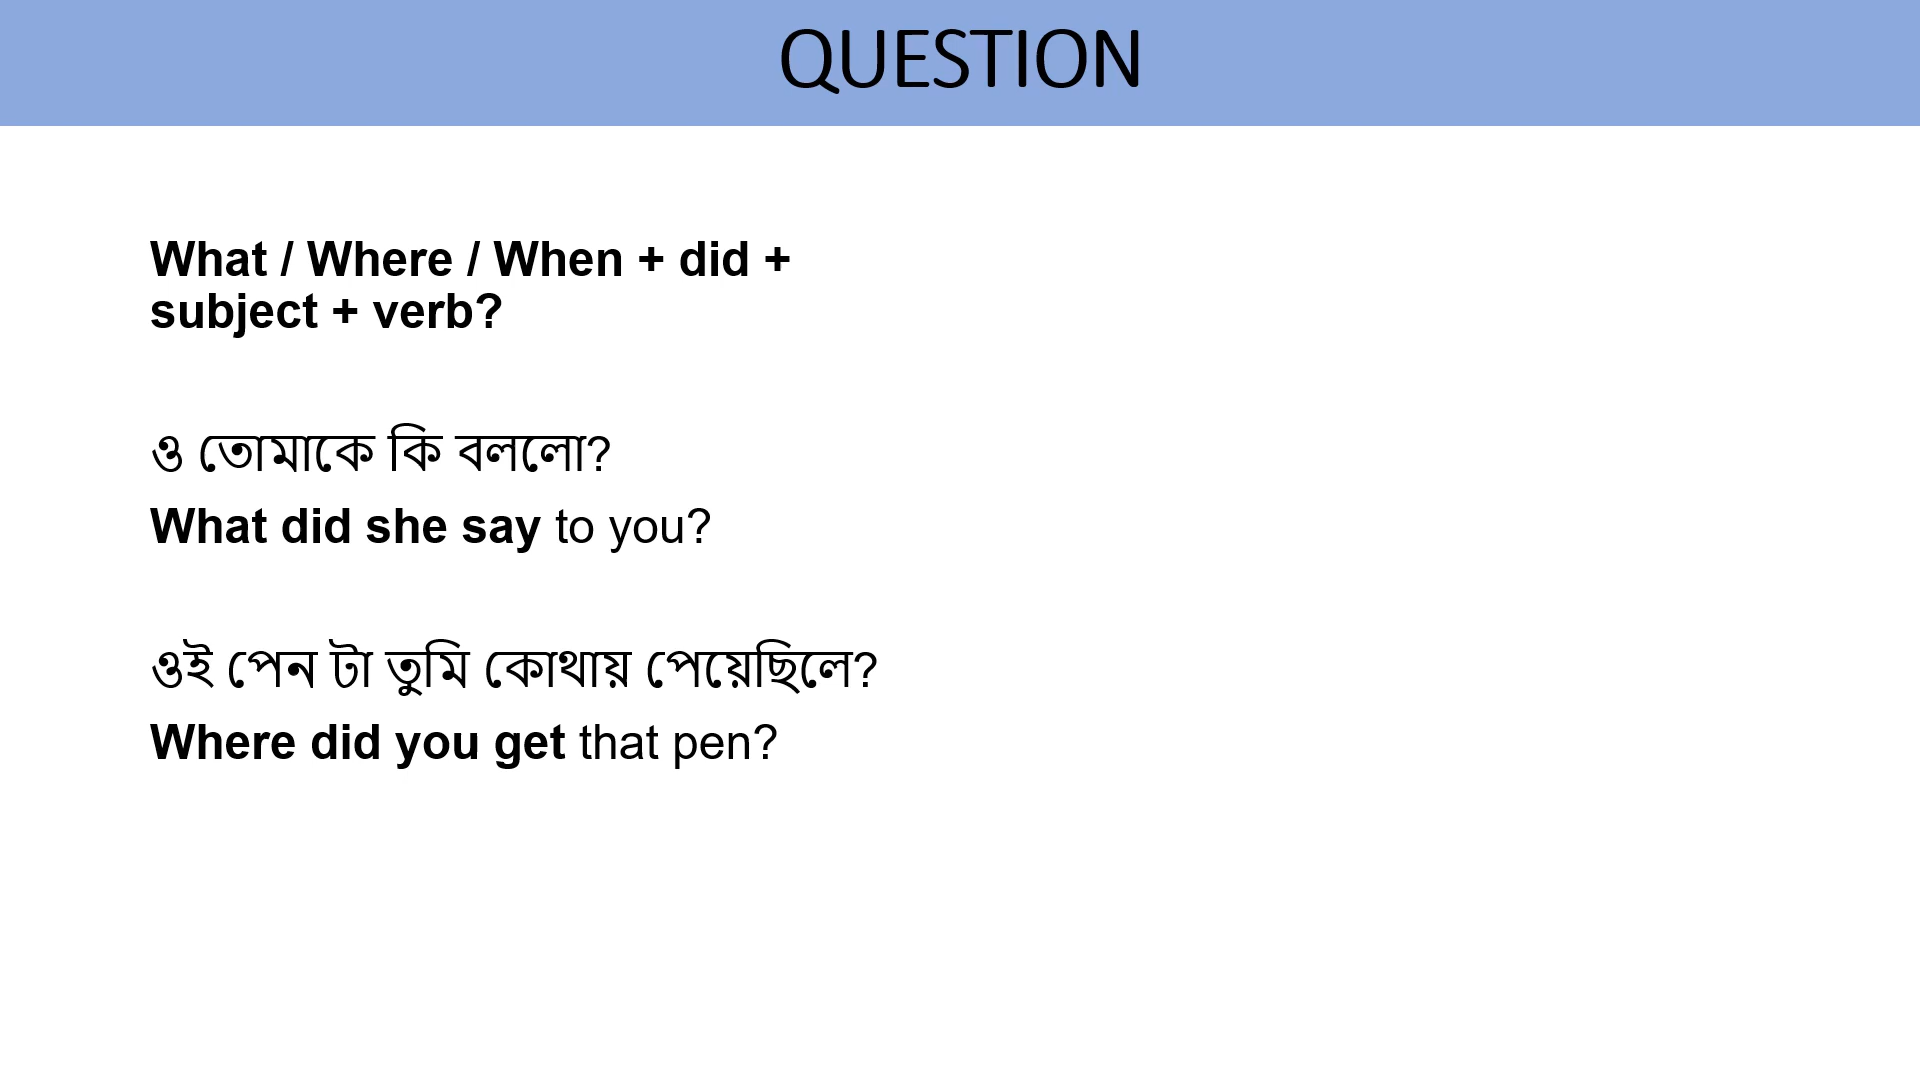 QUESTION
What / Where / When + did +
subject + verb?
ও তোমাকে কি বললো?
What did she say to you?
ওই পেন টা তুমি কোথায় পেয়েছিলে?
Where did you get that pen?